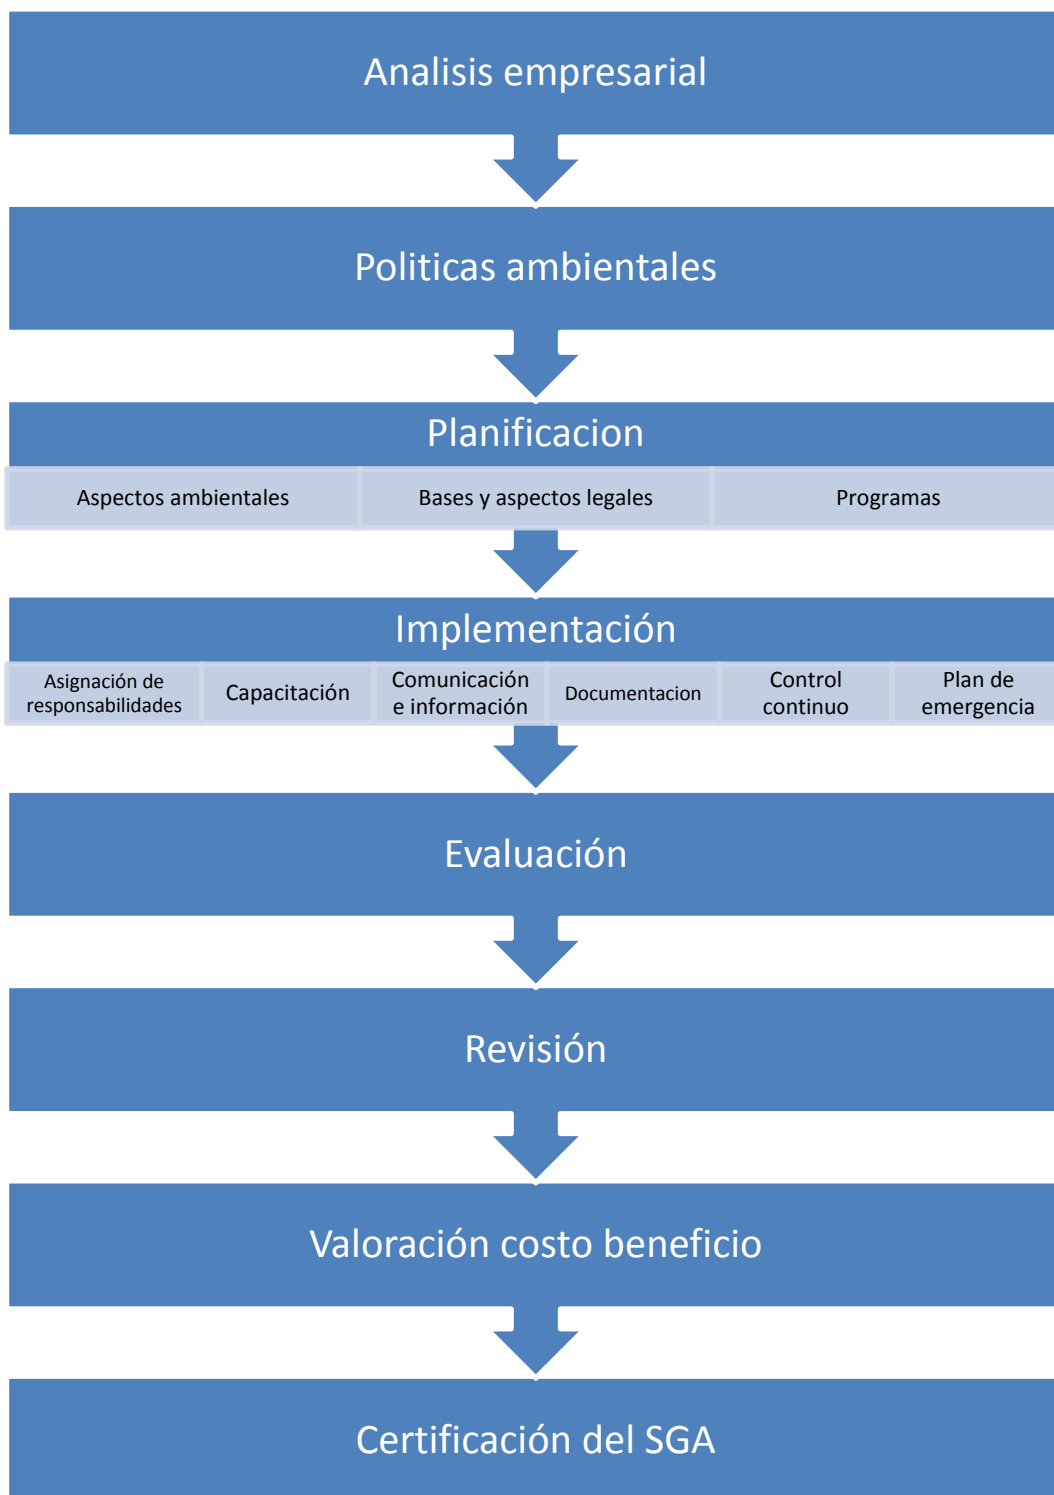 Analisis empresarial
Politicas ambientales
Planificacion
Aspectos ambientales
Bases y aspectos legales
Programas
Implementación
Asignación de
responsabilidades
Capacitación
Comunicación
e información
Documentacion
Control
continuo
Plan de
emergencia
Evaluación
Revisión
Valoración costo beneficio
Certificación del SGA